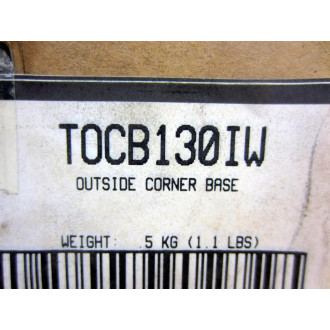 TOCB130IW
OUTSIDE CORNER BASE
WEIGHT: .5 KG (1.1 LBS)